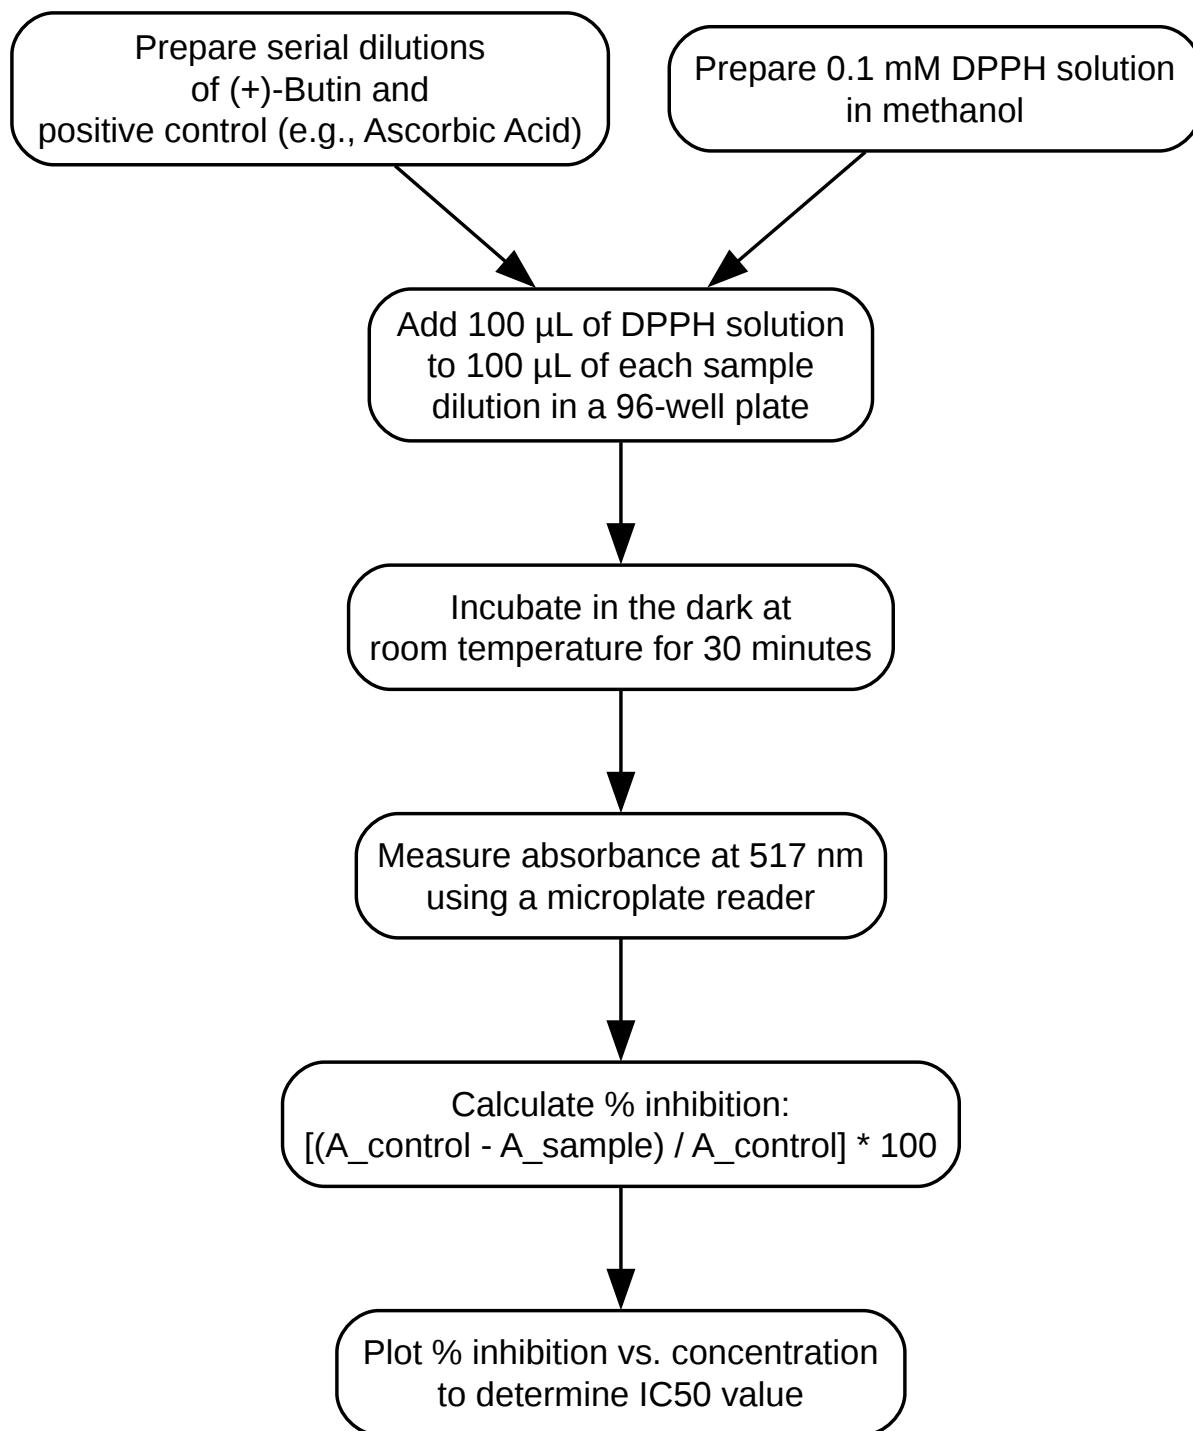 Prepare serial dilutions
of (+)-Butin and
positive control (e.g., Ascorbic Acid)
Prepare 0.1 mM DPPH solution
in methanol
Add 100 µL of DPPH solution
to 100 µL of each sample
dilution in a 96-well plate
Incubate in the dark at
room temperature for 30 minutes
Measure absorbance at 517 nm
using a microplate reader
Calculate % inhibition:
[(A_control - A_sample) / A_control] * 100
Plot % inhibition vs. concentration
to determine IC50 value